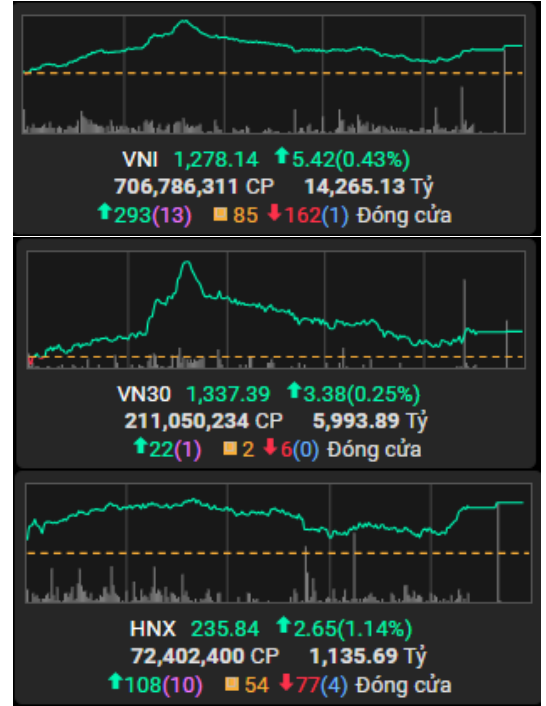 VNI 1,278.14 5.42(0.43%)
706,786,311 CP 14,265.13 Tỷ
293(13) 85 162(1) Đóng cửa
VN30 1,337.39 3.38(0.25%)
211,050,234 CP 5,993.89 Tỷ
22(1) 2 6(0) Đóng cửa
HNX 235.84 2.65(1.14%)
72,402,400 CP 1,135.69 Tỷ
108(10) 54 77(4) Đóng cửa